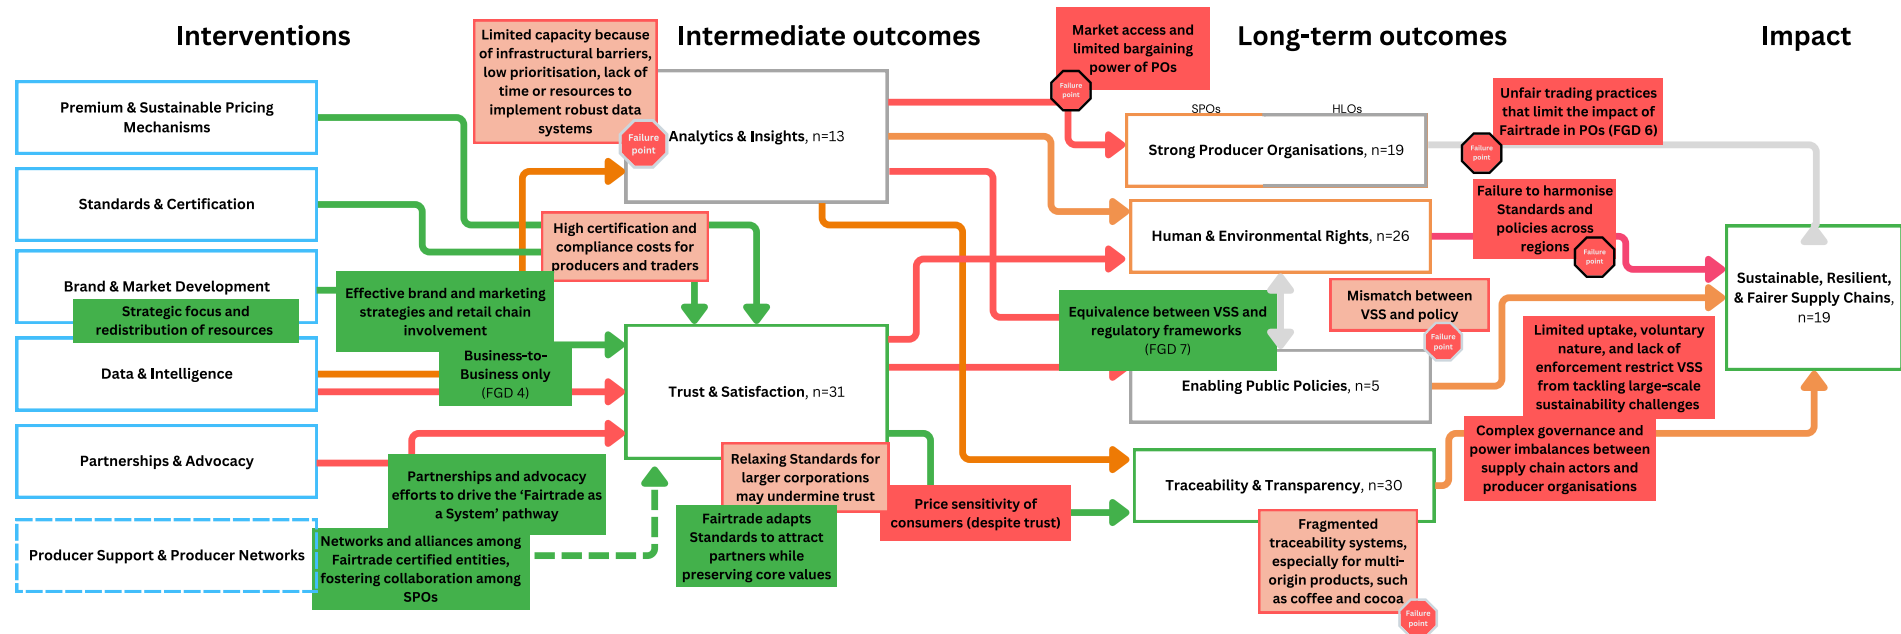 Interventions
Intermediate outcomes
Long-term outcomes
Impact
Premium & Sustainable Pricing
Mechanisms
Standards & Certification
Brand & Market Development
Strategic focus and
redistribution of resources
Data & Intelligence
Partnerships & Advocacy
Producer Support & Producer Networks
Limited capacity because
of infrastructural barriers,
low prioritisation, lack of
time or resources to
implement robust data
systems
Failure
point
Analytics & Insights, n=13
High certification and
compliance costs for
producers and traders
Effective brand and marketing
strategies and retail chain
involvement
Business-to-
Business only
(FGD 4)
Partnerships and advocacy
efforts to drive the ‘Fairtrade as
a System’ pathway
Networks and alliances among
Fairtrade certified entities,
fostering collaboration among
SPOs
Trust & Satisfaction, n=31
Relaxing Standards for
larger corporations
may undermine trust
Fairtrade adapts
Standards to attract
partners while
preserving core values
Price sensitivity of
consumers (despite trust)
Market access and
limited bargaining
power of POs
Failure
point
SPOs
HLOs
Strong Producer Organisations, n=19
Human & Environmental Rights, n=26
Equivalence between VSS and
regulatory frameworks
(FGD 7)
Mismatch between
VSS and policy
Failure
point
Enabling Public Policies, n=5
Traceability & Transparency, n=30
Fragmented
traceability systems,
especially for multi-
origin products, such
as coffee and cocoa
Failure
point
Unfair trading practices
that limit the impact of
Fairtrade in POs (FGD 6)
Failure
point
Failure to harmonise
Standards and
policies across
regions
Failure
point
Limited uptake, voluntary
nature, and lack of
enforcement restrict VSS
from tackling large-scale
sustainability challenges
Complex governance and
power imbalances between
supply chain actors and
producer organisations
Sustainable, Resilient,
& Fairer Supply Chains,
n=19